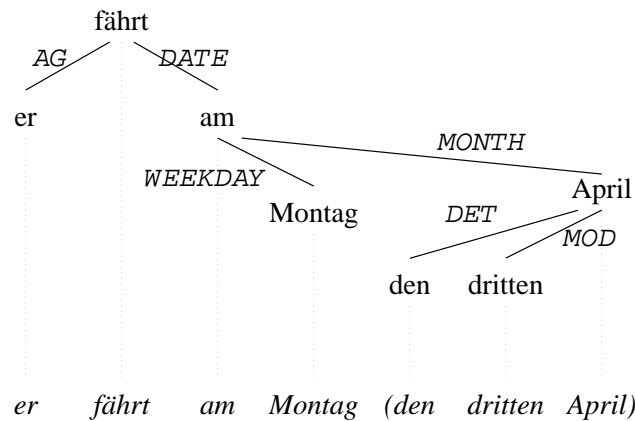 fährt
AG DATE
er am
MONTH
WEEKDAY April
Montag DET
MOD
den dritten
er fährt am Montag (den dritten April)